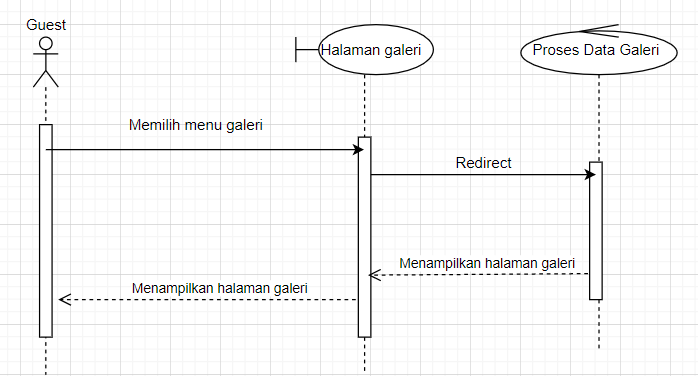 Guest
Halaman galeri
Proses Data Galeri
Memilih menu galeri
Redirect
Menampilkan halaman galeri
Menampilkan halaman galeri